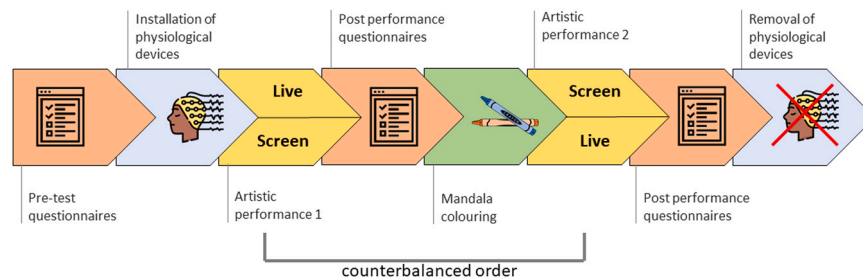 Installation of
physiological
devices
Post performance
questionnaires
Artistic
performance 2
Removal of
physiological
devices
Live
Screen
Screen
Live
Pre-test
questionnaires
Artistic
performance 1
Mandala
colouring
Post performance
questionnaires
counterbalanced order